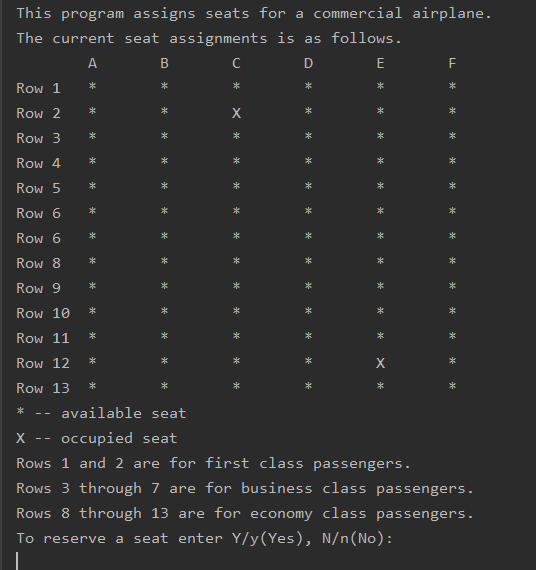 This program assigns seats for a commercial airplane.
The current seat assignments is as follows.
A B C D E F
Row 1 * * * * * *
Row 2 * * X * * *
Row 3 * * * * * *
Row 4 * * * * * *
Row 5 * * * * * *
Row 6 * * * * * *
Row 6 * * * * * *
Row 8 * * * * * *
Row 9 * * * * * *
Row 10 * * * * * *
Row 11 * * * * * *
Row 12 * * * * X *
Row 13 * * * * * *
* -- available seat
X -- occupied seat
Rows 1 and 2 are for first class passengers.
Rows 3 through 7 are for business class passengers.
Rows 8 through 13 are for economy class passengers.
To reserve a seat enter Y/y(Yes), N/n(No):